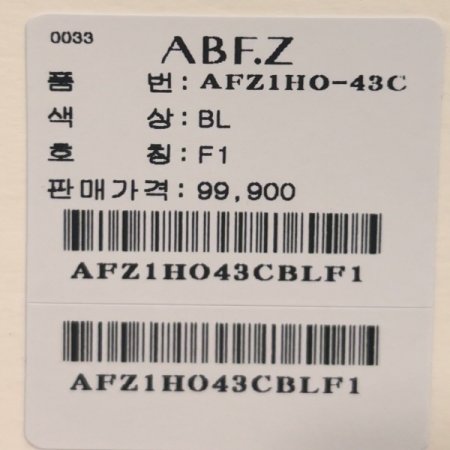 0033
ABF.Z
품 번: AFZ1HO-43C
색 상: BL
호 칭: F1
판매가격: 99,900
AFZ1HO43CBLF1
AFZ1HO43CBLF1